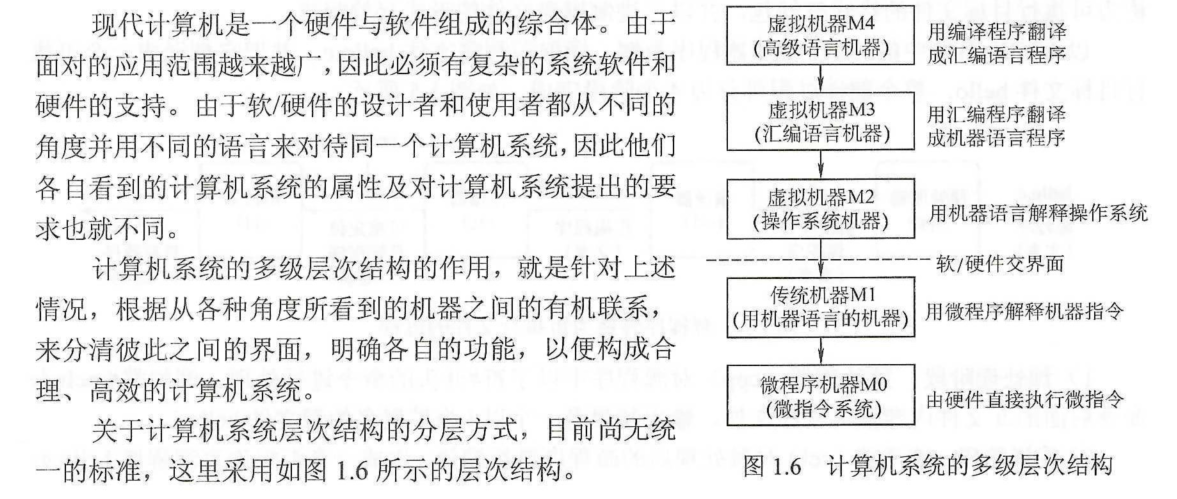 现代计算机是一个硬件与软件组成的综合体。由于
面对的应用范围越来越广，因此必须有复杂的系统软件和
硬件的支持。由于软/硬件的设计者和使用者都从不同的
角度并用不同的语言来对待同一个计算机系统，因此他们
各自看到的计算机系统的属性及对计算机系统提出的要
求也就不同。
计算机系统的多级层次结构的作用，就是针对上述
情况，根据从各种角度所看到的机器之间的有机联系，
来分清彼此之间的界面，明确各自的功能，以便构成合
理、高效的计算机系统。
关于计算机系统层次结构的分层方式，目前尚无统
一的标准，这里采用如图 1.6 所示的层次结构。
虚拟机器M4
(高级语言机器)
用编译程序翻译
成汇编语言程序
虚拟机器M3
(汇编语言机器)
用汇编程序翻译
成机器语言程序
虚拟机器M2
(操作系统机器)
用机器语言解释操作系统
软/硬件交界面
传统机器M1
(用机器语言的机器)
用微程序解释机器指令
微程序机器M0
(微指令系统)
由硬件直接执行微指令
图 1.6 计算机系统的多级层次结构